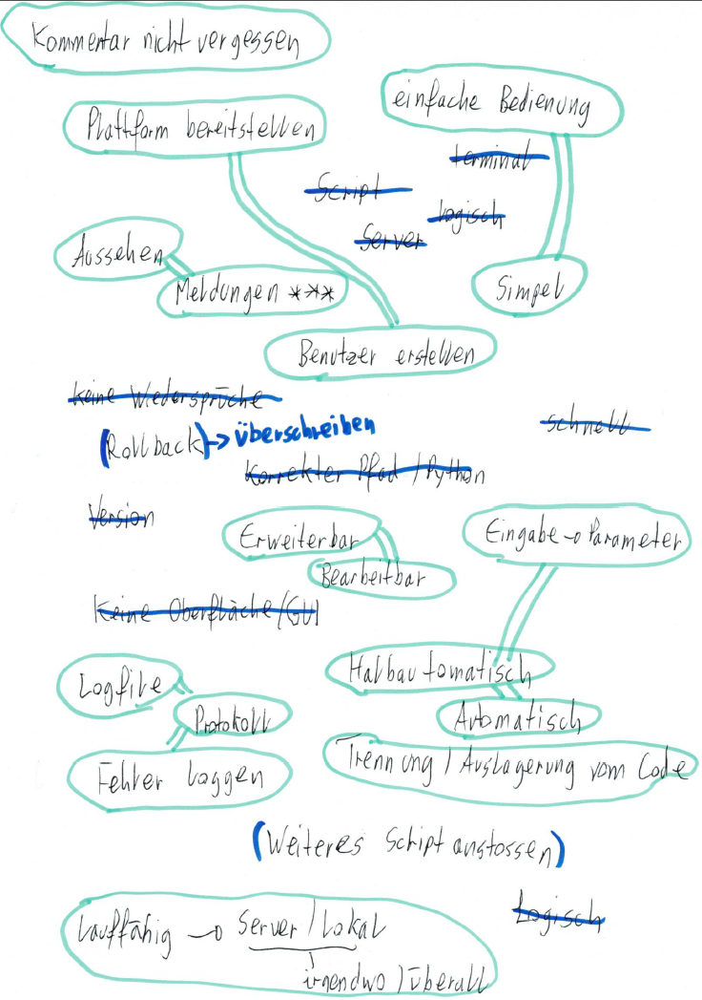 Kommentar nicht vergessen
einfache Bedienung
Plattform bereitstellen
terminal
Script
logisch
Server
Aussehen
Meldungen ***
Simpel
Benutzer erstellen
keine Wiedersprüche
(Rollback) -> überschreiben
schnell
Korrekter Pfad / Python
Version
Erweiterbar
Eingabe -> Parameter
Bearbeitbar
Keine Oberfläche/GUI
Logfile
Halbautomatisch
Protokoll
Automatisch
Fehler loggen
Trennung / Auslagerung vom Code
(Weiteres Script anstossen)
Logisch
Lauffähig -> Server / Lokal
irgendwo / überall